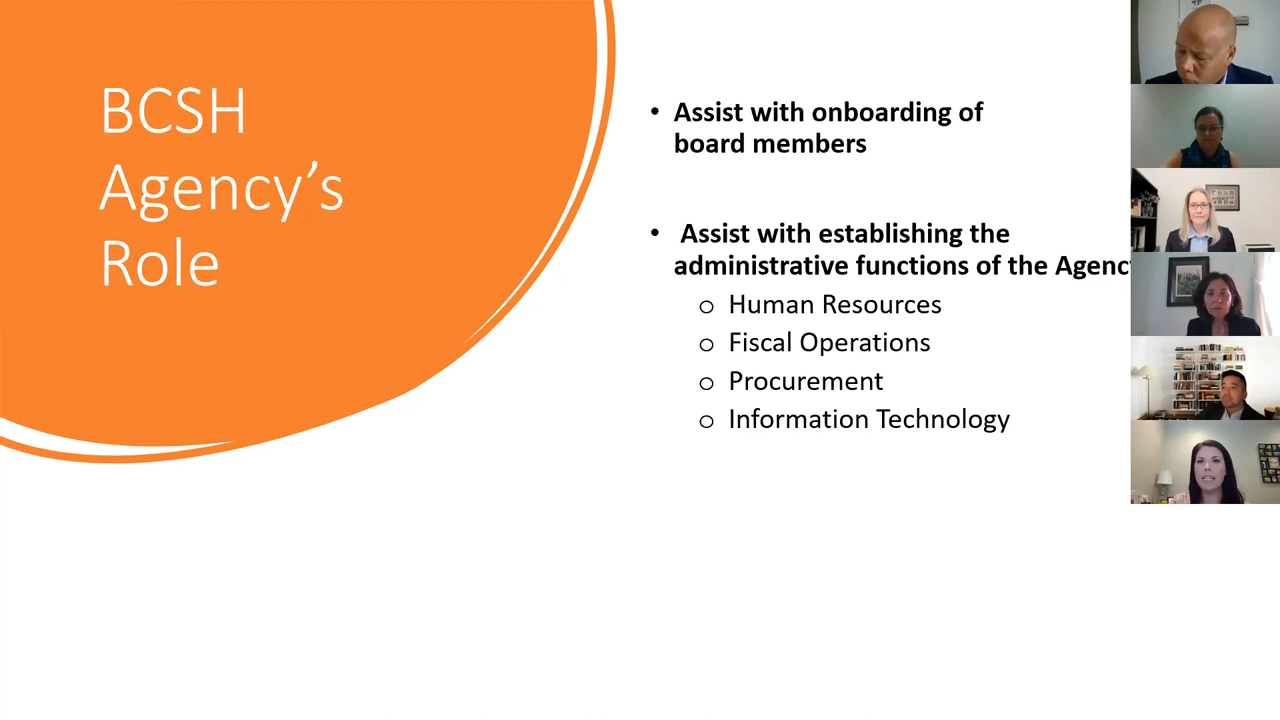 BCSH
Agency’s
Role
• Assist with onboarding of
board members
• Assist with establishing the
administrative functions of the Agency
o Human Resources
o Fiscal Operations
o Procurement
o Information Technology